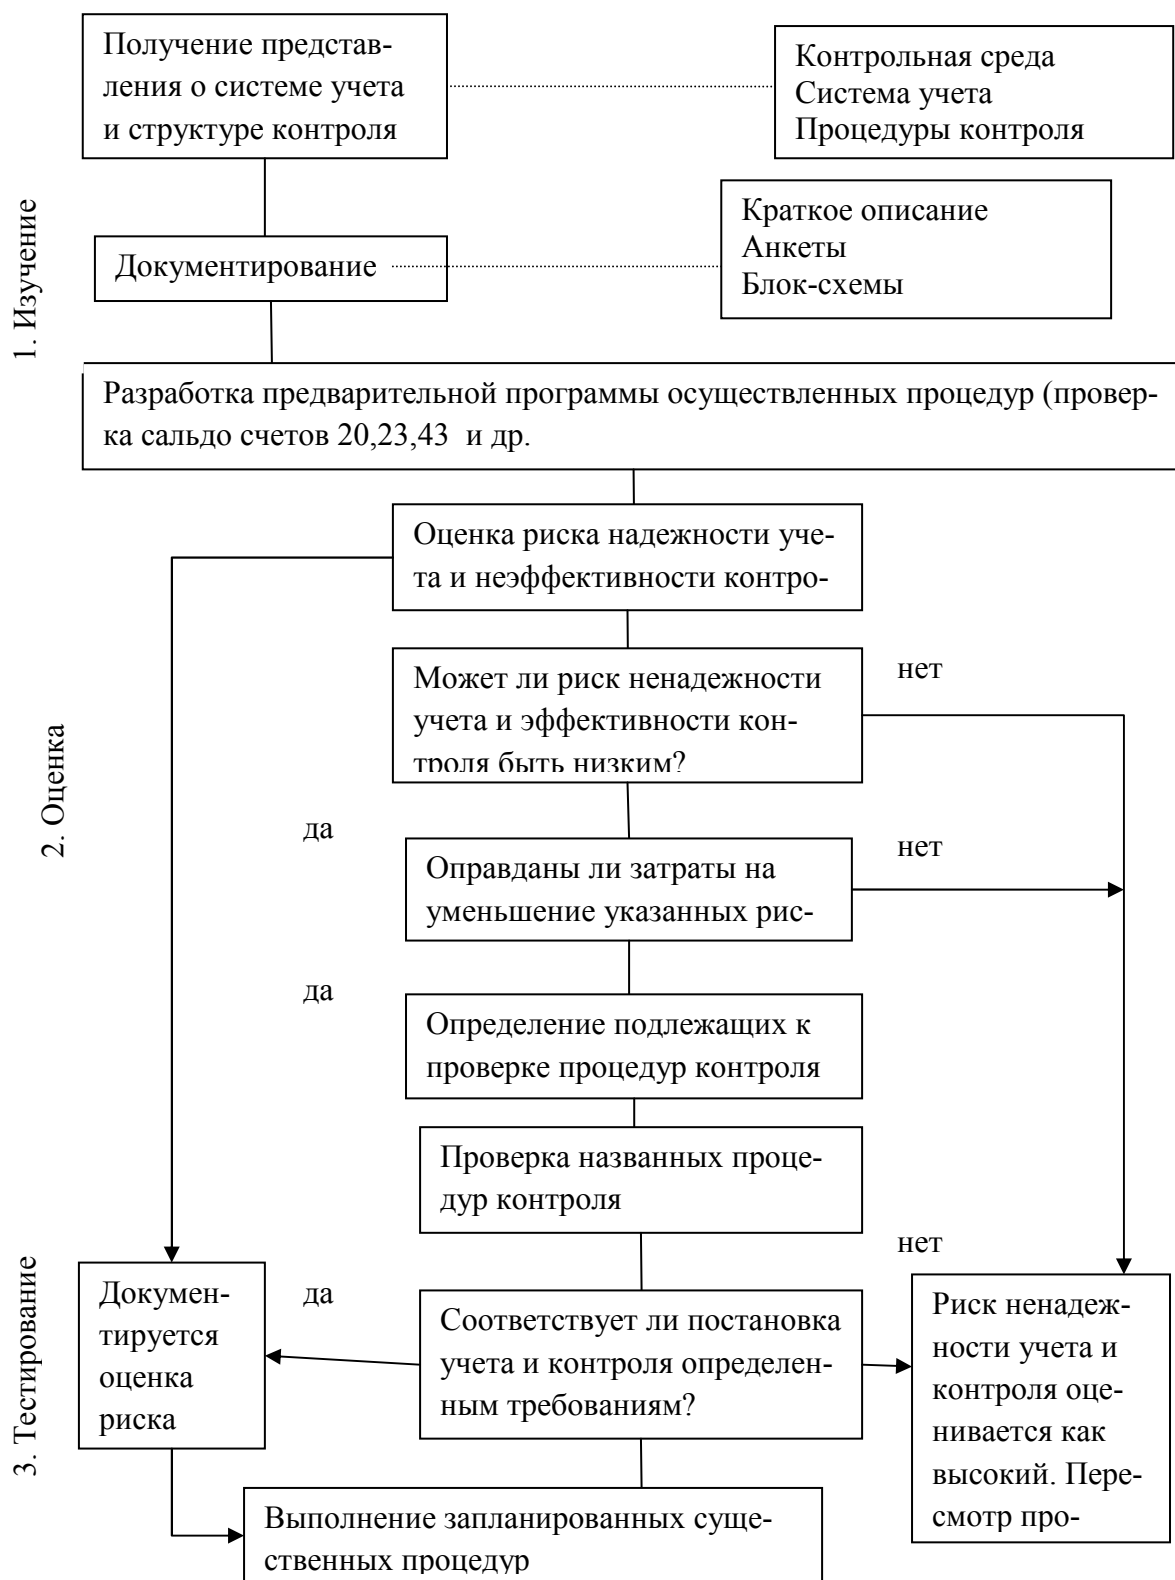 Получение представ-
ления о системе учета
и структуре контроля
Контрольная среда
Система учета
Процедуры контроля
1. Изучение
Документирование
Краткое описание
Анкеты
Блок-схемы
Разработка предварительной программы осуществленных процедур (провер-
ка сальдо счетов 20,23,43 и др.
2. Оценка
Оценка риска надежности уче-
та и неэффективности контро-
Может ли риск ненадежности
учета и эффективности кон-
троля быть низким?
нет
да
Оправданы ли затраты на
уменьшение указанных рис-
нет
да
Определение подлежащих к
проверке процедур контроля
Проверка названных проце-
дур контроля
нет
3. Тестирование
Докумен-
тируется
оценка
риска
да
Соответствует ли постановка
учета и контроля определен-
ным требованиям?
Риск ненадеж-
ности учета и
контроля оце-
нивается как
высокий. Пере-
смотр про-
Выполнение запланированных суще-
ственных процедур